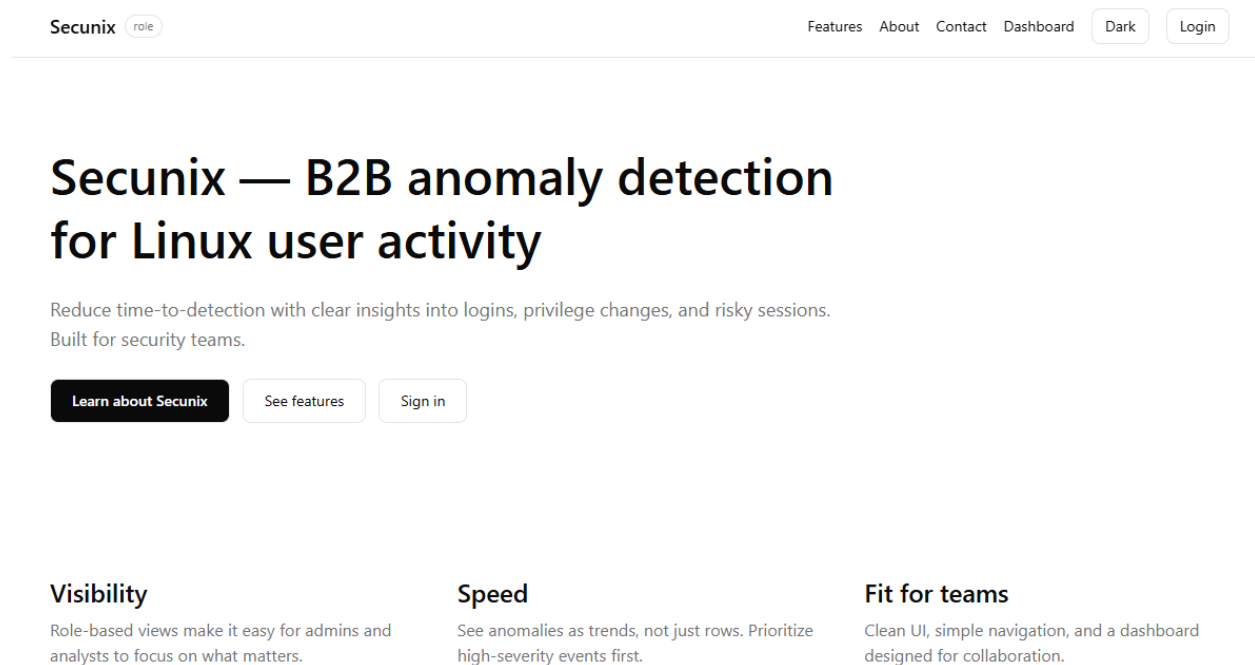 Secunix role Features About Contact Dashboard Dark Login
Secunix — B2B anomaly detection
for Linux user activity
Reduce time-to-detection with clear insights into logins, privilege changes, and risky sessions.
Built for security teams.
Learn about Secunix See features Sign in
Visibility
Role-based views make it easy for admins and
analysts to focus on what matters.
Speed
See anomalies as trends, not just rows. Prioritize
high-severity events first.
Fit for teams
Clean UI, simple navigation, and a dashboard
designed for collaboration.